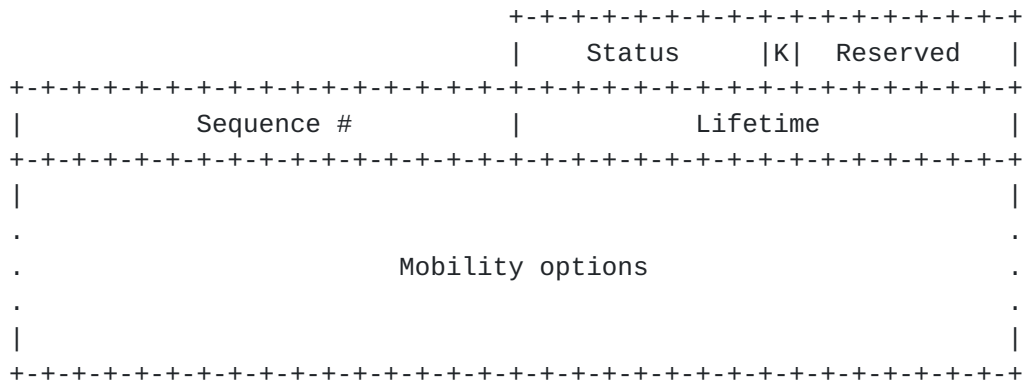 +-+-+-+-+-+-+-+-+-+-+-+-+-+-+-+-+
                                |    Status     |K|  Reserved   |
+-+-+-+-+-+-+-+-+-+-+-+-+-+-+-+-+-+-+-+-+-+-+-+-+-+-+-+-+-+-+-+-+
|           Sequence #          |           Lifetime            |
+-+-+-+-+-+-+-+-+-+-+-+-+-+-+-+-+-+-+-+-+-+-+-+-+-+-+-+-+-+-+-+-+
|                                                               |
.                                                               .
.                        Mobility options                       .
.                                                               .
|                                                               |
+-+-+-+-+-+-+-+-+-+-+-+-+-+-+-+-+-+-+-+-+-+-+-+-+-+-+-+-+-+-+-+-+